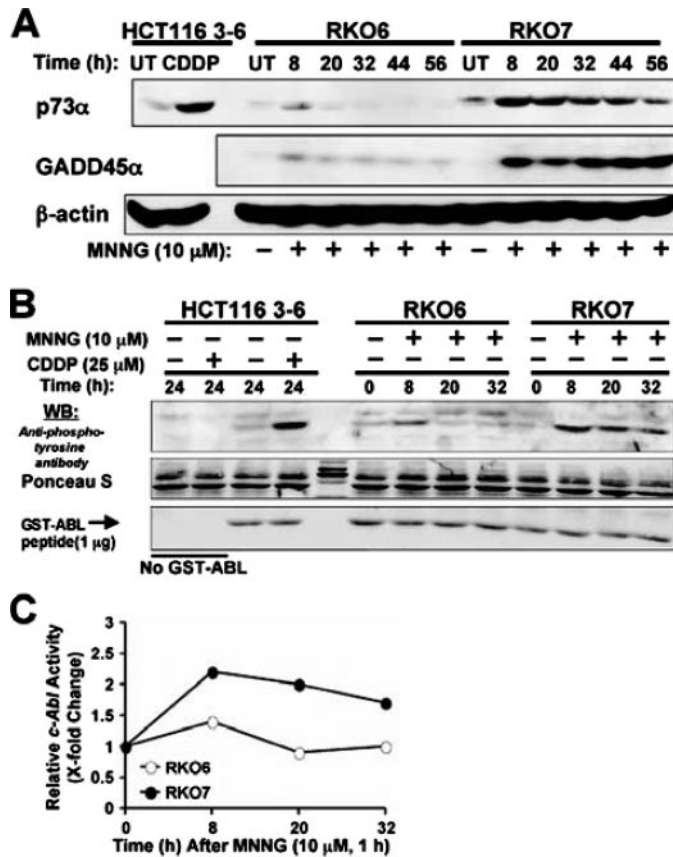 A
HCT116 3-6 RKO6 RKO7
Time (h): UT CDDP UT 8 20 32 44 56 UT 8 20 32 44 56
p73α
GADD45α
β-actin
MNNG (10 μM): − + + + + + − + + + + +
B
HCT116 3-6 RKO6 RKO7
MNNG (10 μM) − − − − − + + + − + + +
CDDP (25 μM) − + − + − − − − − − − −
Time (h): 24 24 24 24 0 8 20 32 0 8 20 32
WB:
Anti-phospho-
tyrosine
antibody
Ponceau S
GST-ABL
peptide(1 μg)
No GST-ABL
C
Relative c-Abl Activity
(X-fold Change)
3
2.5
2
1.5
1
0.5
0
RKO6
RKO7
0 8 20 32
Time (h) After MNNG (10 μM, 1 h)